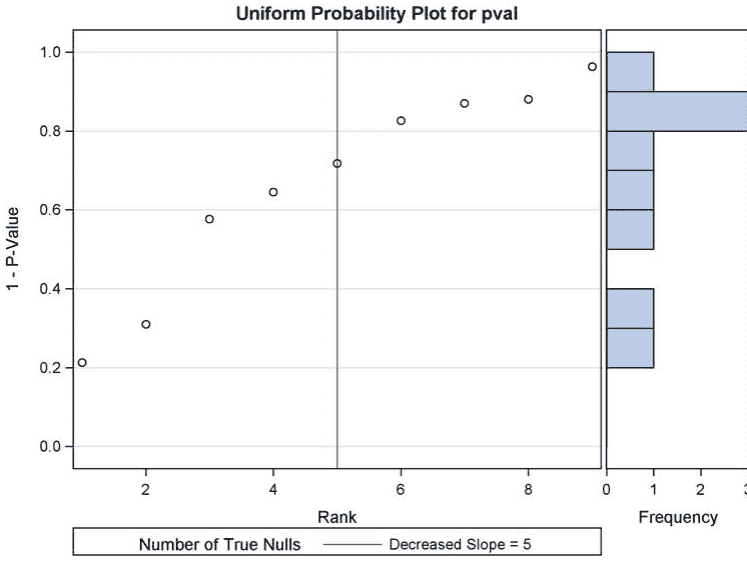 Uniform Probability Plot for pval
1.0
0.8
0.6
0.4
0.2
0.0
1 - P-Value
2 4 6 8
Rank
0 1 2 3
Frequency
Number of True Nulls Decreased Slope = 5